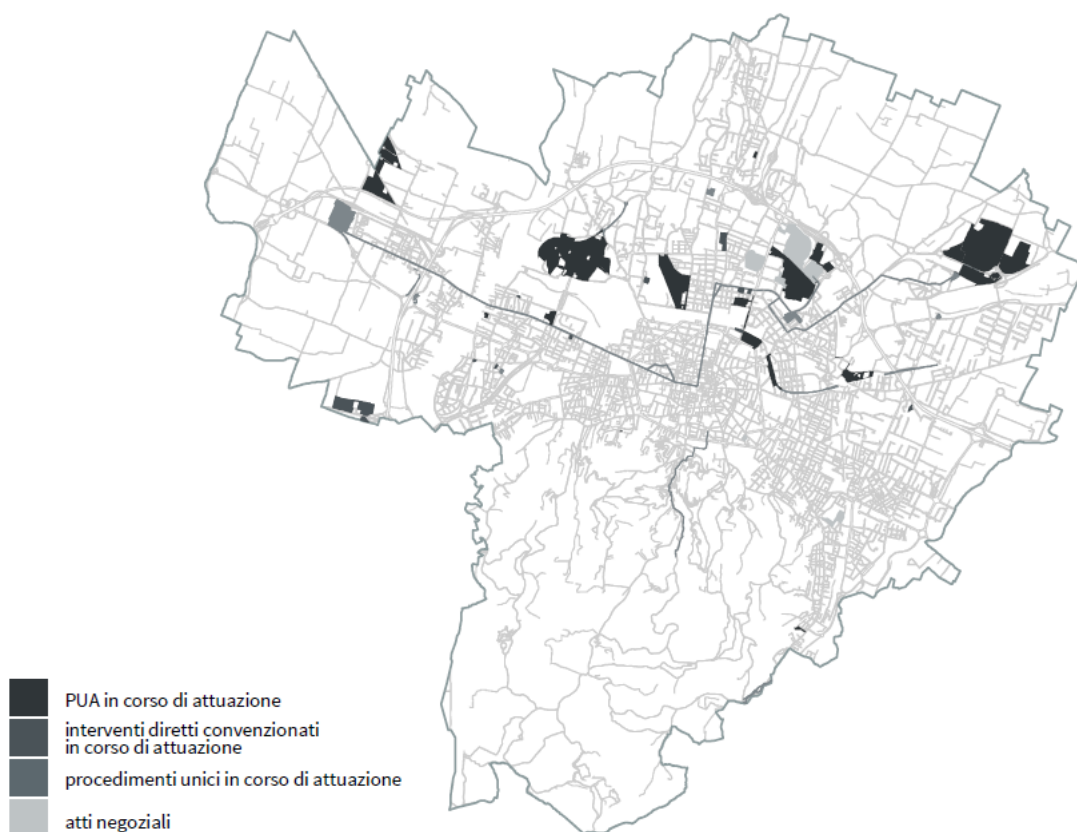 PUA in corso di attuazione
interventi diretti convenzionati
in corso di attuazione
procedimenti unici in corso di attuazione
atti negoziali